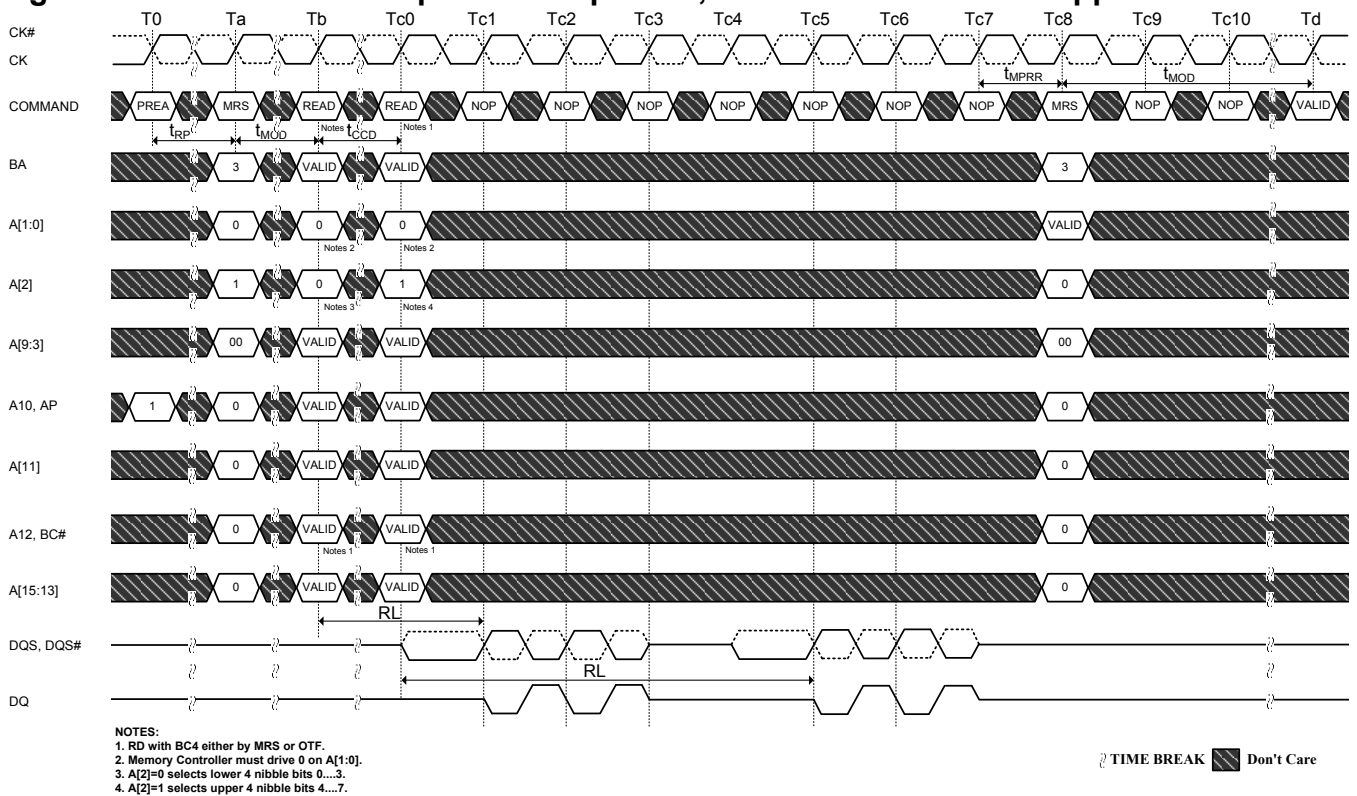 T0 Ta Tb Tc0 Tc1 Tc2 Tc3 Tc4 Tc5 Tc6 Tc7 Tc8 Tc9 Tc10 Td
CK#
CK
tMPRR tMOD
COMMAND PREA MRS READ READ NOP NOP NOP NOP NOP NOP NOP MRS NOP NOP VALID
Notes 1 Notes 1
tRP tMOD tCCD
BA 3 VALID VALID 3
A[1:0] 0 0 0 VALID
Notes 2 Notes 2
A[2] 1 0 1 0
Notes 3 Notes 4
A[9:3] 00 VALID VALID 00
A10, AP 1 0 VALID VALID 0
A[11] 0 VALID VALID 0
A12, BC# 0 VALID VALID 0
Notes 1 Notes 1
A[15:13] 0 VALID VALID 0
RL
DQS, DQS#
RL
DQ
NOTES:
1. RD with BC4 either by MRS or OTF.
2. Memory Controller must drive 0 on A[1:0].
3. A[2]=0 selects lower 4 nibble bits 0....3.
4. A[2]=1 selects upper 4 nibble bits 4....7.
TIME BREAK Don't Care